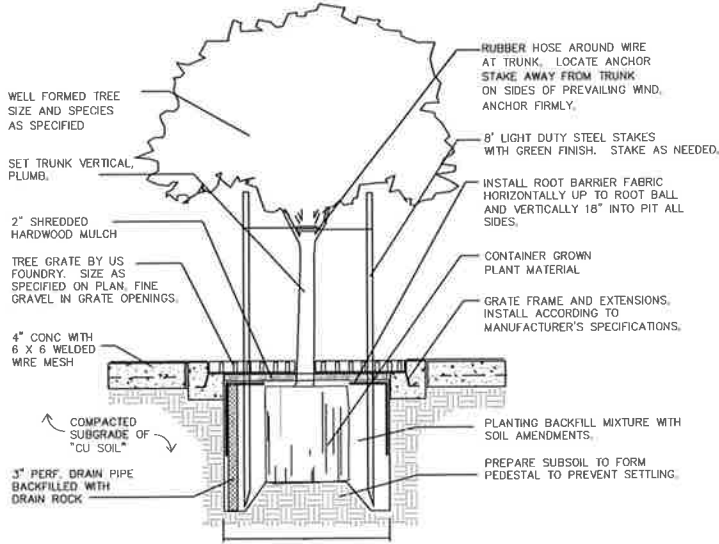 WELL FORMED TREE
SIZE AND SPECIES
AS SPECIFIED
SET TRUNK VERTICAL,
PLUMB.
2" SHREDDED
HARDWOOD MULCH
TREE GRATE BY US
FOUNDRY. SIZE AS
SPECIFIED ON PLAN. FINE
GRAVEL IN GRATE OPENINGS.
4" CONC WITH
6 X 6 WELDED
WIRE MESH
COMPACTED
SUBGRADE OF
"CU SOIL"
3" PERF. DRAIN PIPE
BACKFILLED WITH
DRAIN ROCK
RUBBER HOSE AROUND WIRE
AT TRUNK. LOCATE ANCHOR
STAKE AWAY FROM TRUNK
ON SIDES OF PREVAILING WIND.
ANCHOR FIRMLY.
8' LIGHT DUTY STEEL STAKES
WITH GREEN FINISH. STAKE AS NEEDED.
INSTALL ROOT BARRIER FABRIC
HORIZONTALLY UP TO ROOT BALL
AND VERTICALLY 18" INTO PIT ALL
SIDES.
CONTAINER GROWN
PLANT MATERIAL
GRATE FRAME AND EXTENSIONS.
INSTALL ACCORDING TO
MANUFACTURER'S SPECIFICATIONS.
PLANTING BACKFILL MIXTURE WITH
SOIL AMENDMENTS.
PREPARE SUBSOIL TO FORM
PEDESTAL TO PREVENT SETTLING.